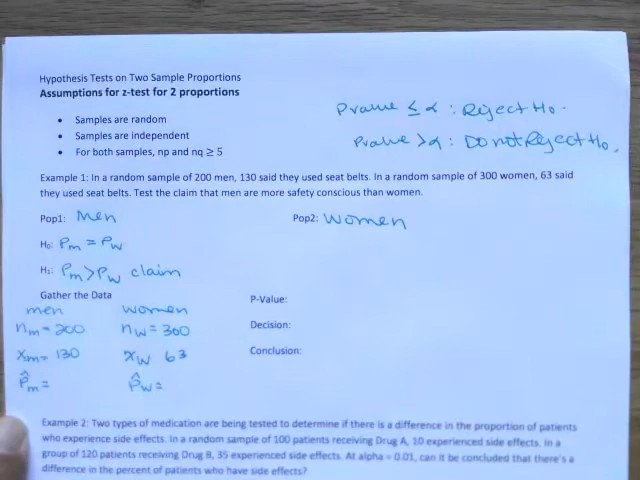 Hypothesis Tests on Two Sample Proportions
Assumptions for z-test for 2 proportions
Pvalue ≤ α : Reject Ho.
• Samples are random
• Samples are independent
Pvalue > α : Do not Reject Ho.
• For both samples, np and nq ≥ 5
Example 1: In a random sample of 200 men, 130 said they used seat belts. In a random sample of 300 women, 63 said
they used seat belts. Test the claim that men are more safety conscious than women.
Pop1: Men Pop2: Women
H₀: Pm = Pw
H₁: Pm > Pw claim
Gather the Data P-Value:
men women
nm = 200 nw = 300 Decision:
xm = 130 xw 63 Conclusion:
p̂m = p̂w =
Example 2: Two types of medication are being tested to determine if there is a difference in the proportion of patients
who experience side effects. In a random sample of 100 patients receiving Drug A, 10 experienced side effects. In a
group of 120 patients receiving Drug B, 35 experienced side effects. At alpha = 0.01, can it be concluded that there's a
difference in the percent of patients who have side effects?